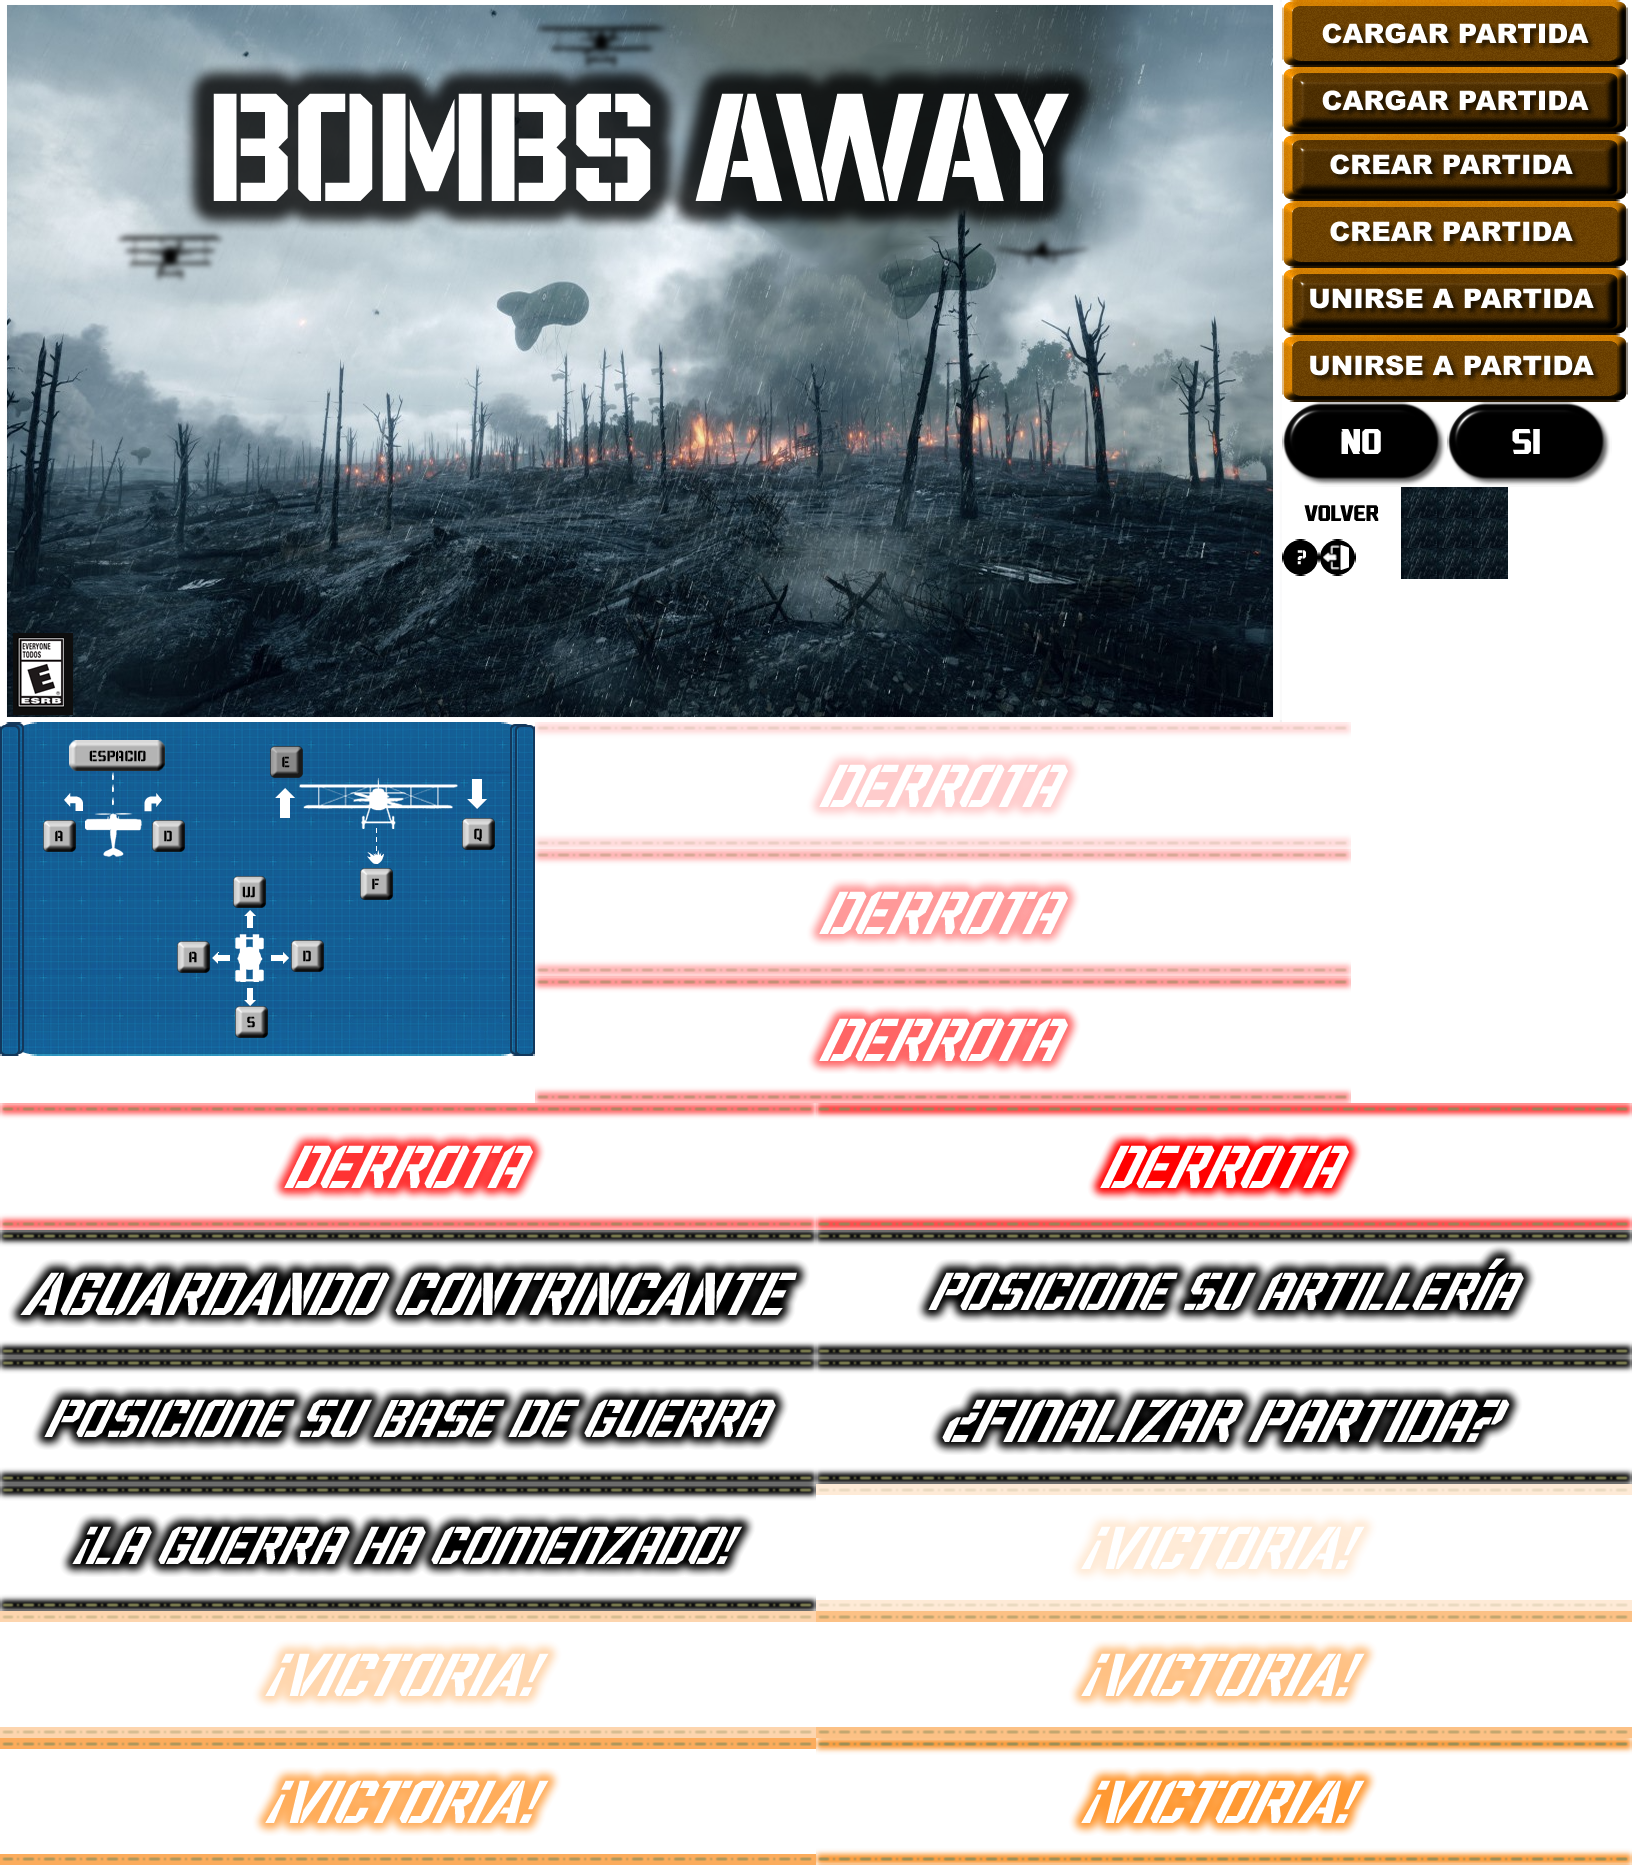 BOMBS AWAY
EVERYONE
TODOS
E
ESRB
CARGAR PARTIDA
CARGAR PARTIDA
CREAR PARTIDA
CREAR PARTIDA
UNIRSE A PARTIDA
UNIRSE A PARTIDA
NO
SI
VOLVER
?
ESPACIO
E
A
D
Q
F
W
A
D
S
DERROTA
DERROTA
DERROTA
DERROTA
DERROTA
AGUARDANDO CONTRINCANTE
POSICIONE SU ARTILLERÍA
POSICIONE SU BASE DE GUERRA
¿FINALIZAR PARTIDA?
¡LA GUERRA HA COMENZADO!
¡VICTORIA!
¡VICTORIA!
¡VICTORIA!
¡VICTORIA!
¡VICTORIA!